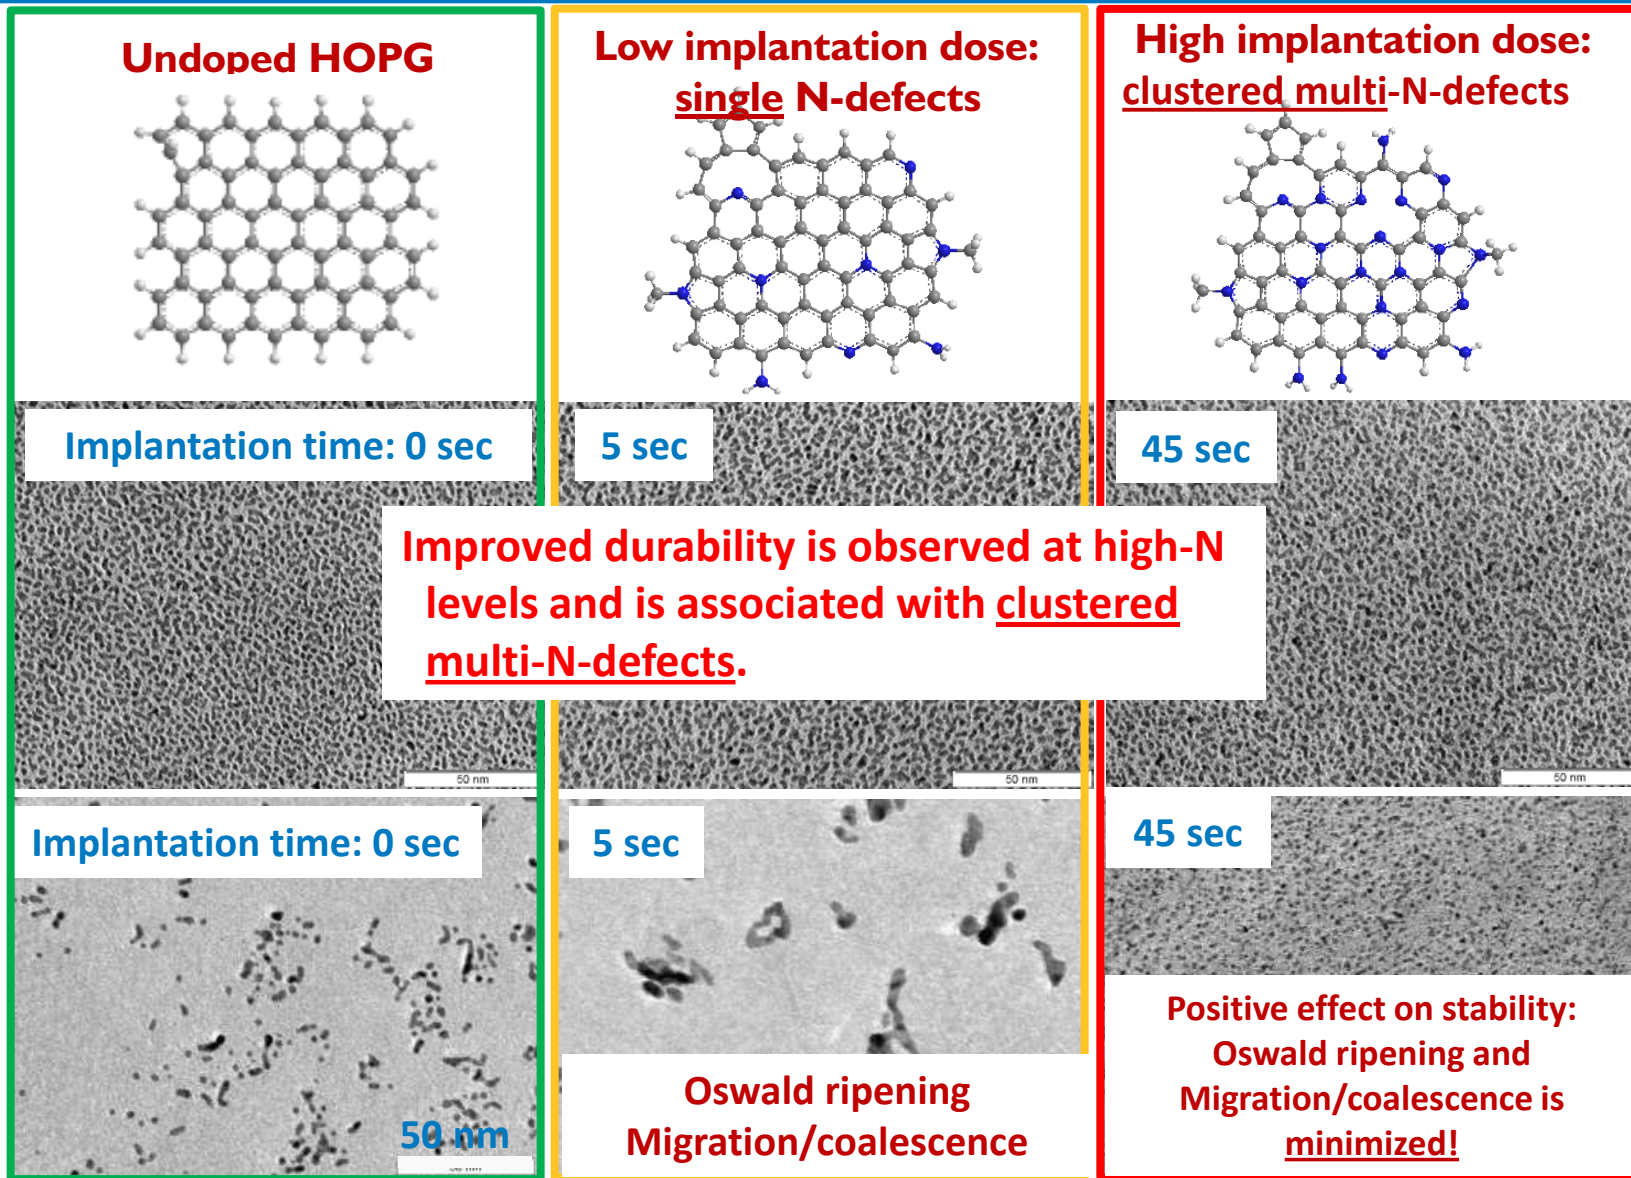 Undoped HOPG
Low implantation dose:
single N-defects
High implantation dose:
clustered multi-N-defects
Implantation time: 0 sec
5 sec
45 sec
Improved durability is observed at high-N
levels and is associated with clustered
multi-N-defects.
50 nm
50 nm
50 nm
Implantation time: 0 sec
5 sec
45 sec
50 nm
Oswald ripening
Migration/coalescence
Positive effect on stability:
Oswald ripening and
Migration/coalescence is
minimized!